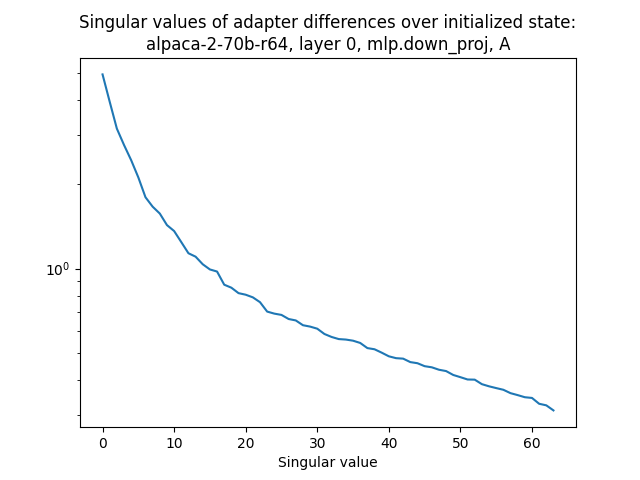 Singular values of adapter differences over initialized state:
alpaca-2-70b-r64, layer 0, mlp.down_proj, A
10⁰
0 10 20 30 40 50 60
Singular value